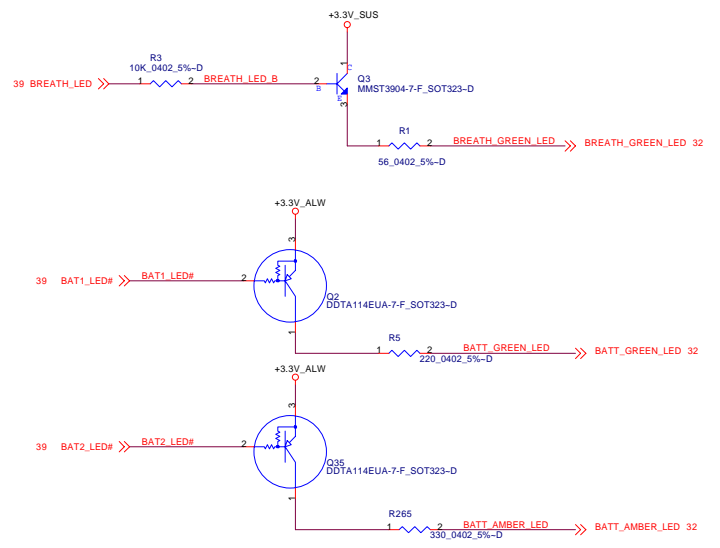 +3.3V_SUS
R3
10K_0402_5%~D
39 BREATH_LED
1 2
BREATH_LED_B
2
B
1
C
E
3
Q3
MMST3904-7-F_SOT323~D
R1
1 2
56_0402_5%~D
BREATH_GREEN_LED
BREATH_GREEN_LED 32
+3.3V_ALW
3
39 BAT1_LED#
BAT1_LED#
2
Q2
DDTA114EUA-7-F_SOT323~D
1
R5
1 2
220_0402_5%~D
BATT_GREEN_LED
BATT_GREEN_LED 32
+3.3V_ALW
3
39 BAT2_LED#
BAT2_LED#
2
Q35
DDTA114EUA-7-F_SOT323~D
1
R265
1 2
330_0402_5%~D
BATT_AMBER_LED
BATT_AMBER_LED 32